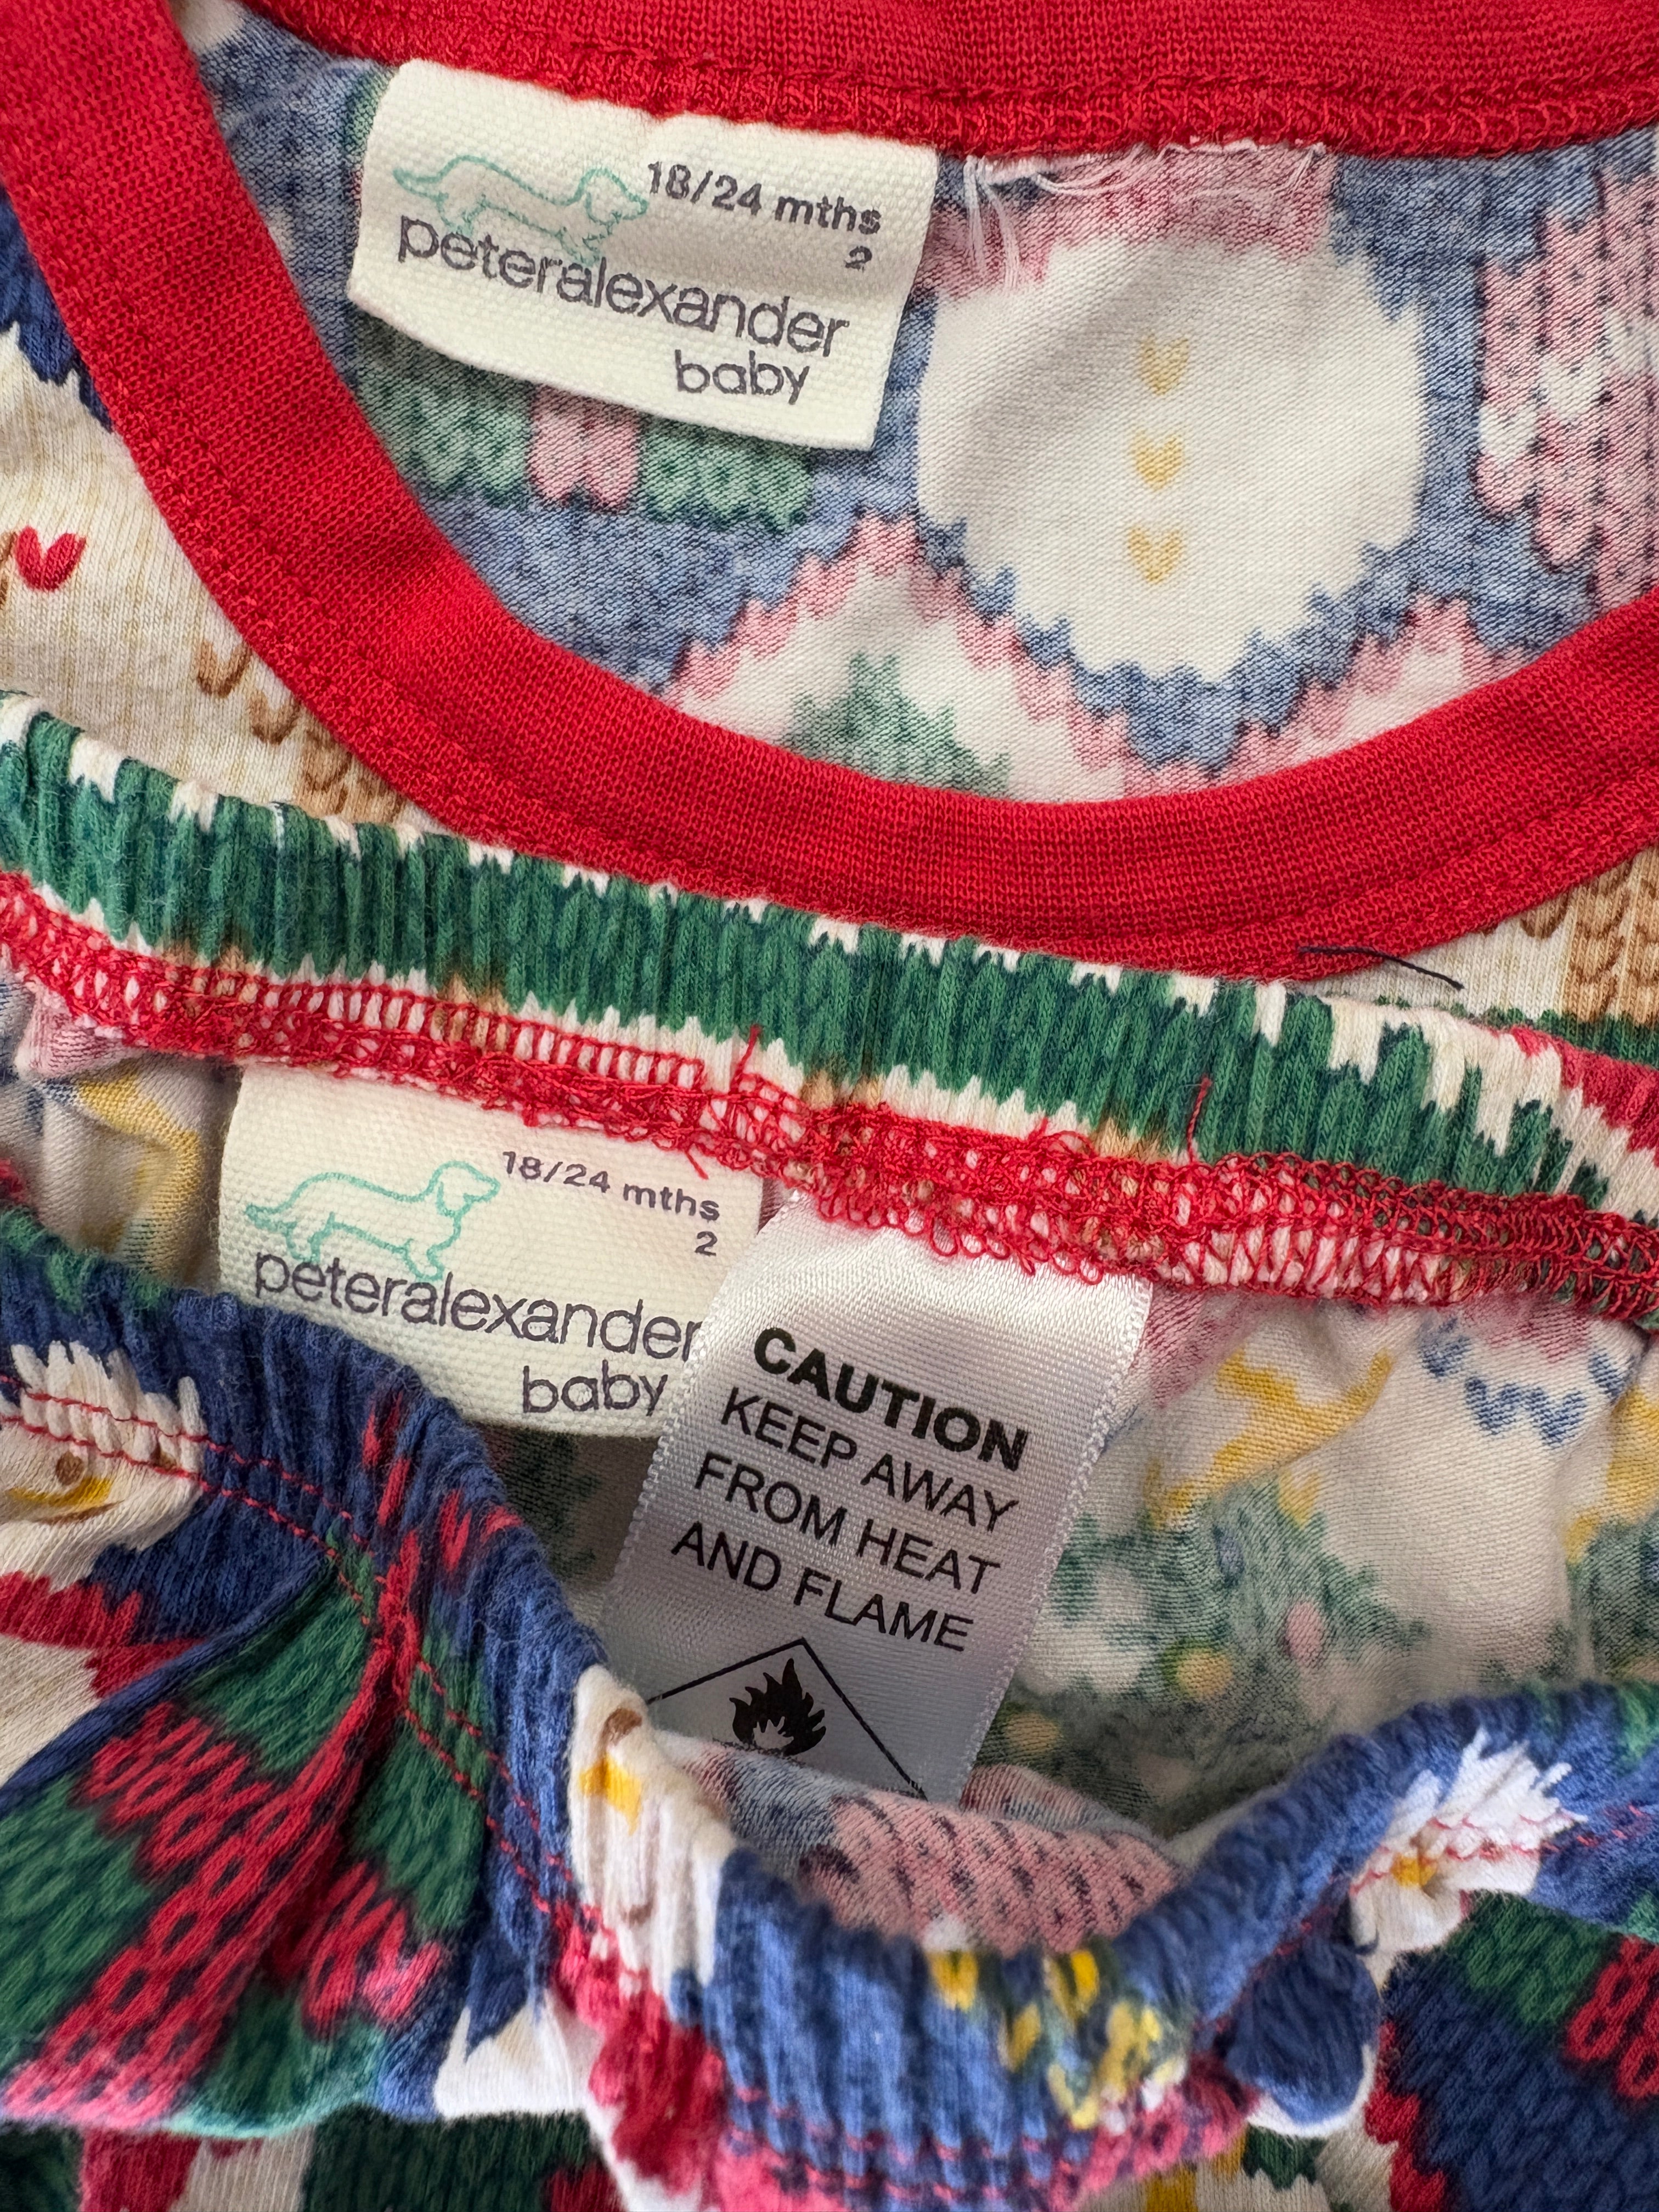 18/24 mths
2
peteralexander
baby
18/24 mths
2
peteralexander
baby
CAUTION
KEEP AWAY
FROM HEAT
AND FLAME